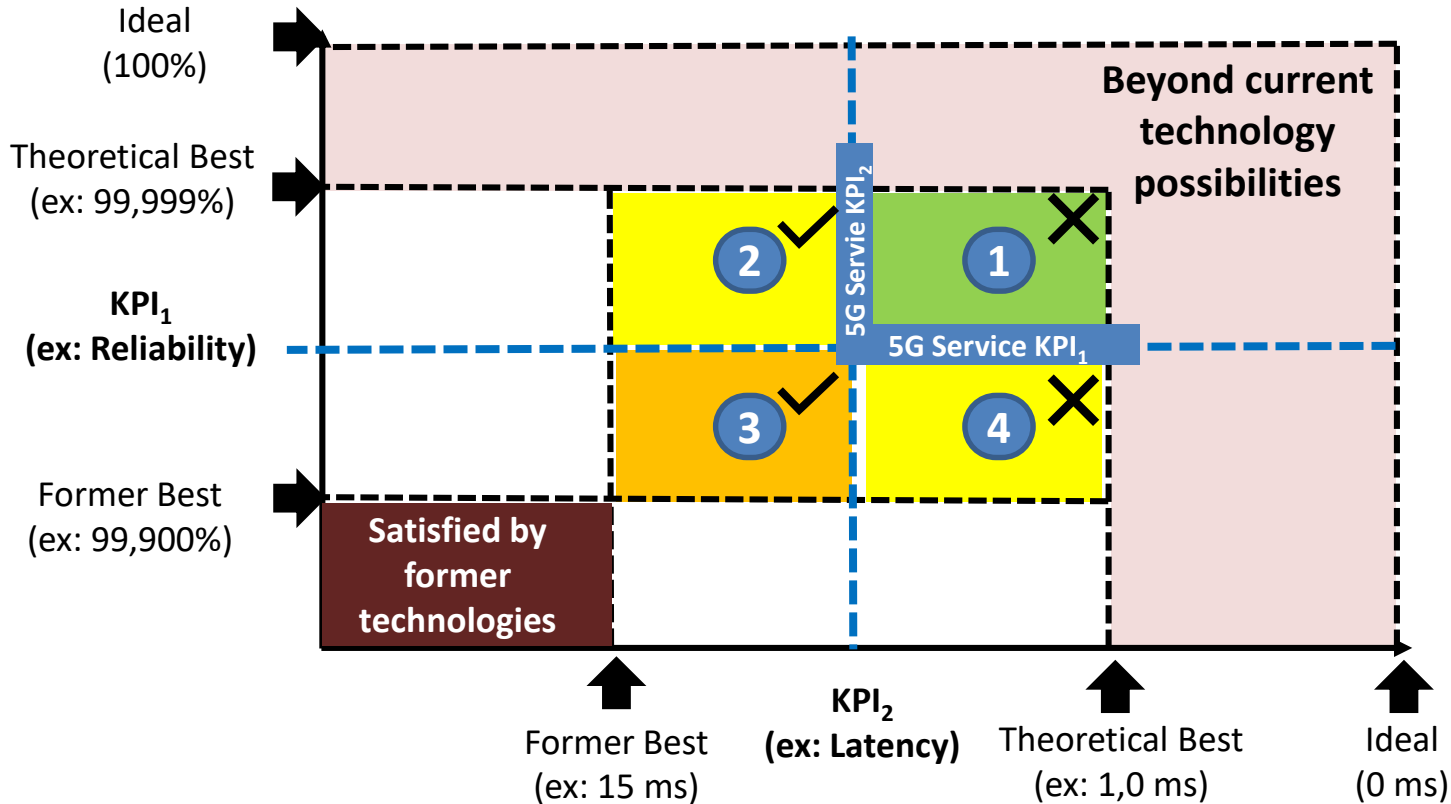 Ideal
(100%)
Theoretical Best
(ex: 99,999%)
KPI₁
(ex: Reliability)
Former Best
(ex: 99,900%)
Beyond current
technology
possibilities
2
1
3
4
5G Servie KPI₂
5G Service KPI₁
Satisfied by
former
technologies
Former Best
(ex: 15 ms)
KPI₂
(ex: Latency)
Theoretical Best
(ex: 1,0 ms)
Ideal
(0 ms)